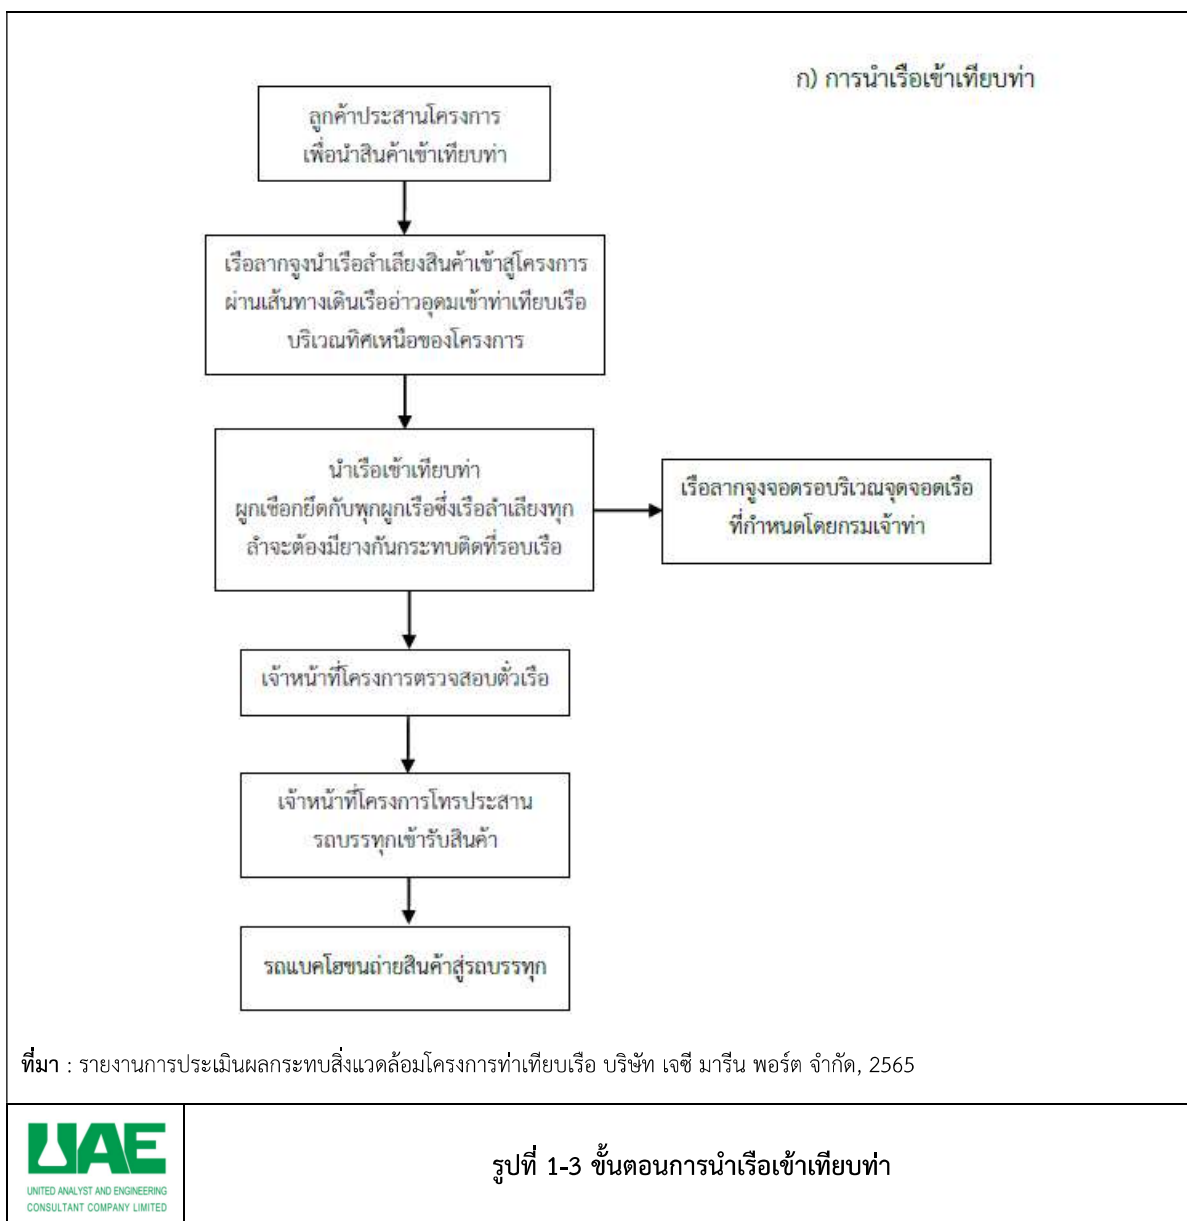 ก) การนำเรือเข้าเทียบท่า
ลูกค้าประสานโครงการ
เพื่อนำสินค้าเข้าเทียบท่า
เรือลากจูงนำเรือลำเลียงสินค้าเข้าสู่โครงการ
ผ่านเส้นทางเดินเรืออ่าวอุดมเข้าท่าเทียบเรือ
บริเวณทิศเหนือของโครงการ
นำเรือเข้าเทียบท่า
ผูกเชือกยึดกับพุกผูกเรือซึ่งเรือลำเลียงทุก
ลำจะต้องมียางกันกระทบติดที่รอบเรือ
เรือลากจูงจอดรอบริเวณจุดจอดเรือ
ที่กำหนดโดยกรมเจ้าท่า
เจ้าหน้าที่โครงการตรวจสอบตั๋วเรือ
เจ้าหน้าที่โครงการโทรประสาน
รถบรรทุกเข้ารับสินค้า
รถแบคโฮขนถ่ายสินค้าสู่รถบรรทุก
ที่มา : รายงานการประเมินผลกระทบสิ่งแวดล้อมโครงการท่าเทียบเรือ บริษัท เจซี มารีน พอร์ต จำกัด, 2565
UAE
UNITED ANALYST AND ENGINEERING
CONSULTANT COMPANY LIMITED
รูปที่ 1-3 ขั้นตอนการนำเรือเข้าเทียบท่า